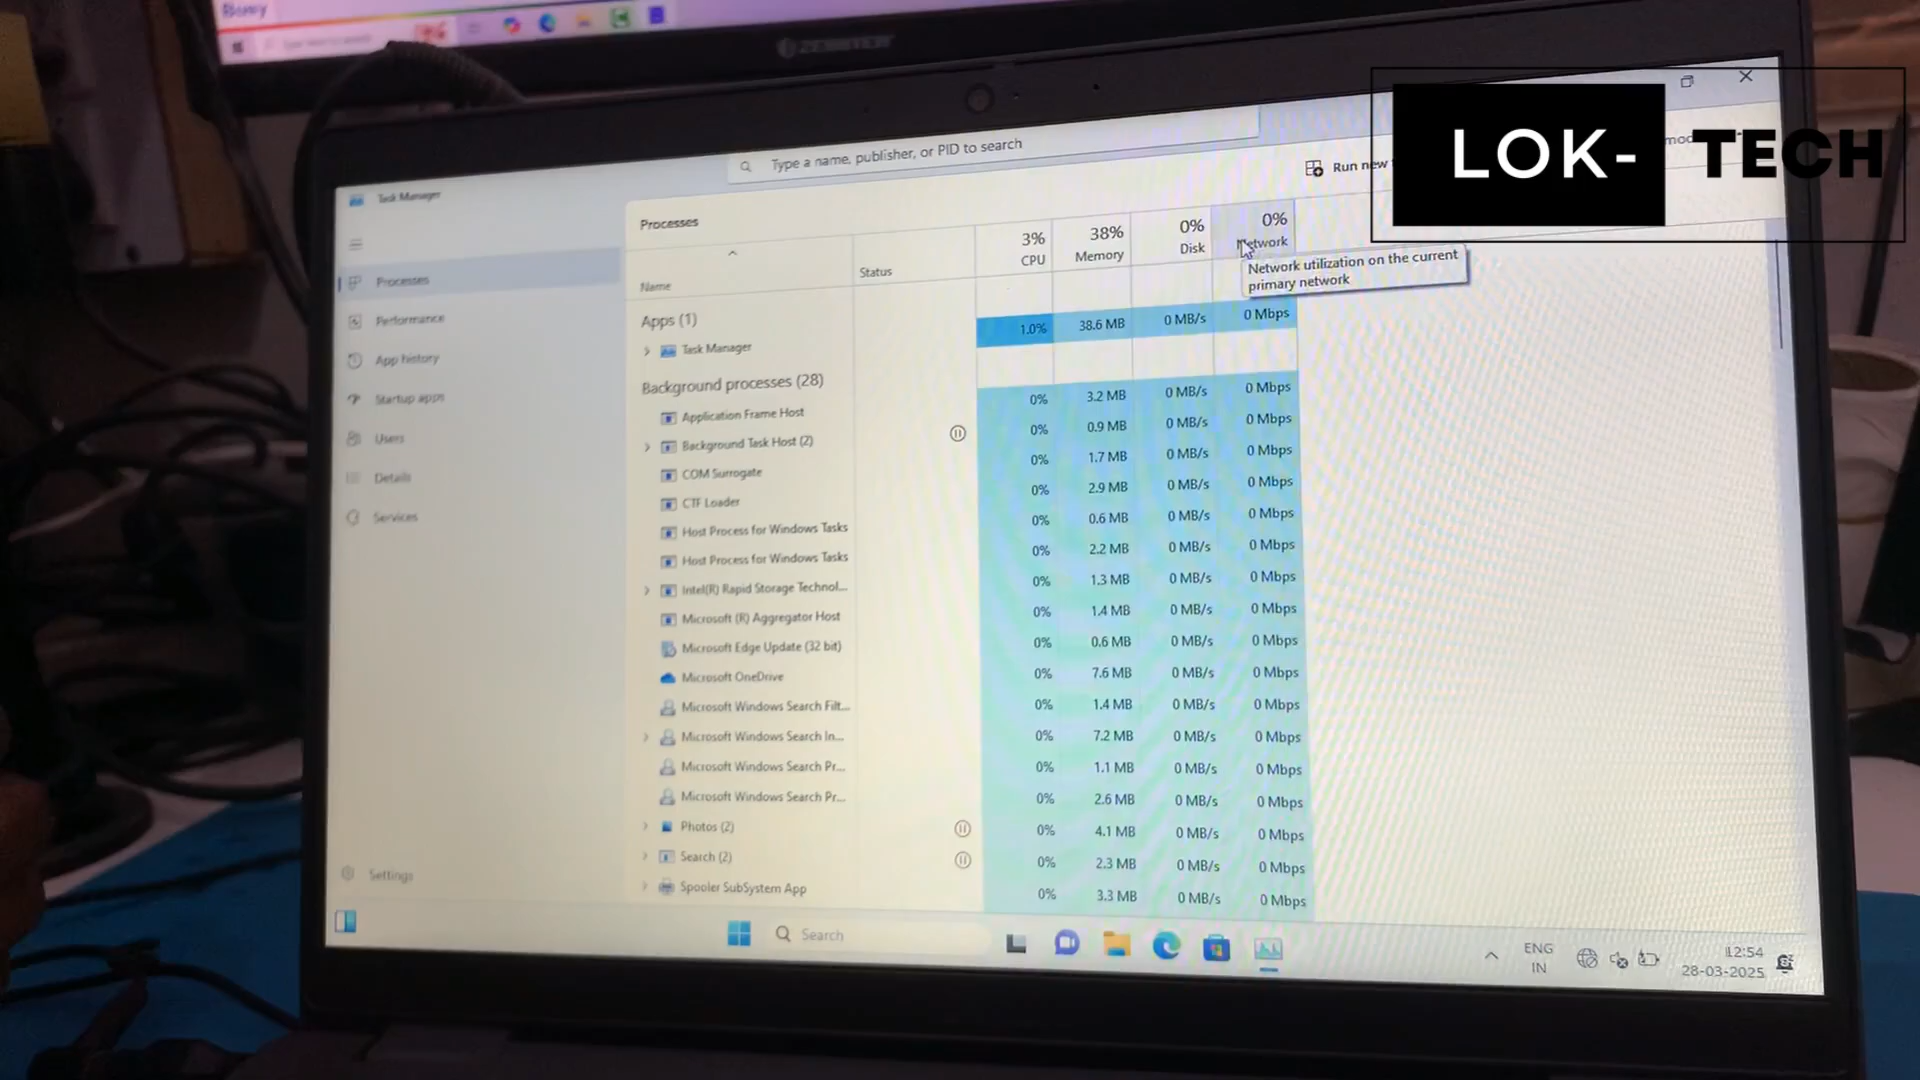 LOK- TECH
Type a name, publisher, or PID to search
Task Manager
Run new
Processes
3% 38% 0% 0%
CPU Memory Disk Network
Network utilization on the current
primary network
Name Status
Processes
Performance
App history
Startup apps
Users
Details
Services
Settings
Apps (1)
Task Manager 1.0% 38.6 MB 0 MB/s 0 Mbps
Background processes (28)
Application Frame Host 0% 3.2 MB 0 MB/s 0 Mbps
Background Task Host (2) 0% 0.9 MB 0 MB/s 0 Mbps
COM Surrogate 0% 1.7 MB 0 MB/s 0 Mbps
CTF Loader 0% 2.9 MB 0 MB/s 0 Mbps
Host Process for Windows Tasks 0% 0.6 MB 0 MB/s 0 Mbps
Host Process for Windows Tasks 0% 2.2 MB 0 MB/s 0 Mbps
Intel(R) Rapid Storage Technol... 0% 1.3 MB 0 MB/s 0 Mbps
Microsoft (R) Aggregator Host 0% 1.4 MB 0 MB/s 0 Mbps
Microsoft Edge Update (32 bit) 0% 0.6 MB 0 MB/s 0 Mbps
Microsoft OneDrive 0% 7.6 MB 0 MB/s 0 Mbps
Microsoft Windows Search Filt... 0% 1.4 MB 0 MB/s 0 Mbps
Microsoft Windows Search In... 0% 7.2 MB 0 MB/s 0 Mbps
Microsoft Windows Search Pr... 0% 1.1 MB 0 MB/s 0 Mbps
Microsoft Windows Search Pr... 0% 2.6 MB 0 MB/s 0 Mbps
Photos (2) 0% 4.1 MB 0 MB/s 0 Mbps
Search (2) 0% 2.3 MB 0 MB/s 0 Mbps
Spooler SubSystem App 0% 3.3 MB 0 MB/s 0 Mbps
Search
ENG
IN
12:54
28-03-2025